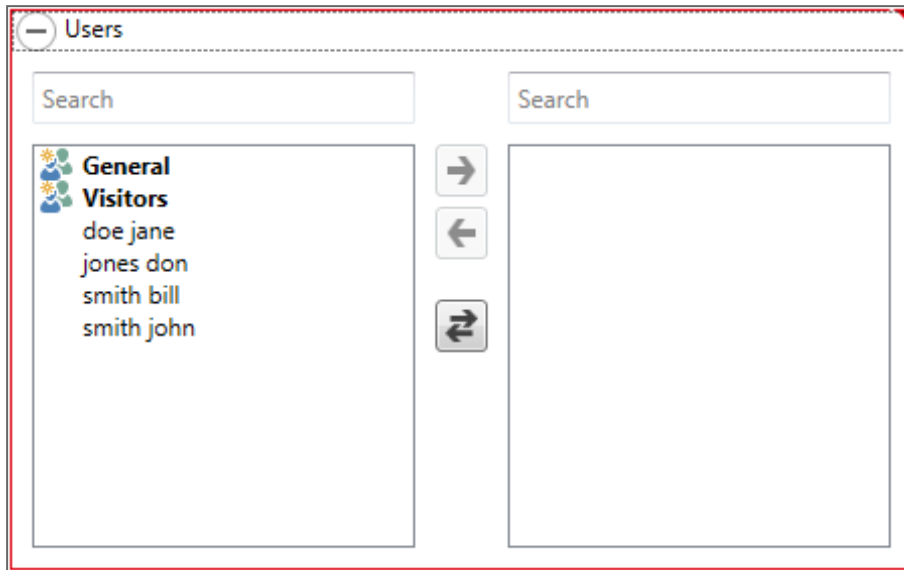 Users
Search
Search
General
Visitors
doe jane
jones don
smith bill
smith john